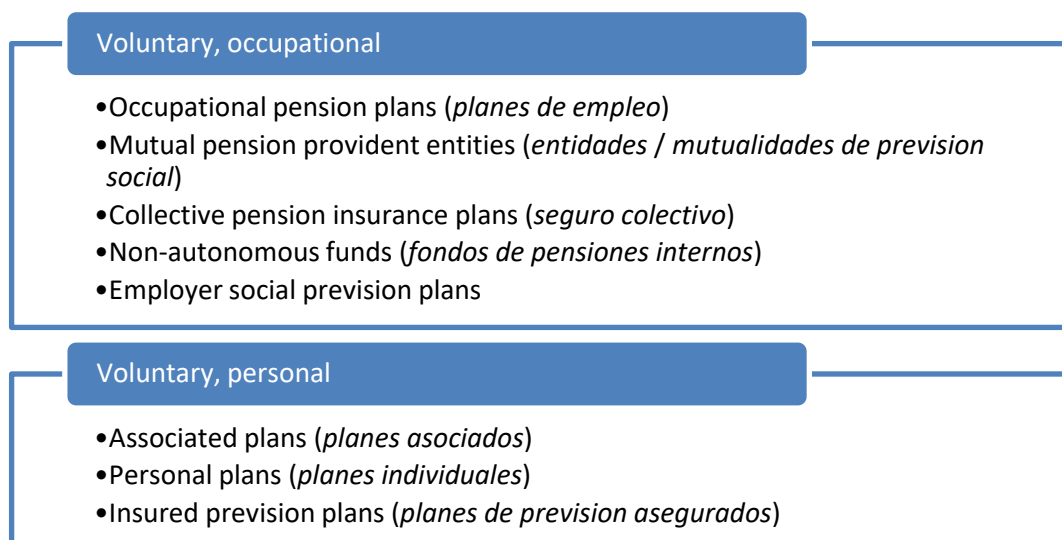 Voluntary, occupational
•Occupational pension plans (planes de empleo)
•Mutual pension provident entities (entidades / mutualidades de prevision
social)
•Collective pension insurance plans (seguro colectivo)
•Non-autonomous funds (fondos de pensiones internos)
•Employer social prevision plans
Voluntary, personal
•Associated plans (planes asociados)
•Personal plans (planes individuales)
•Insured prevision plans (planes de prevision asegurados)